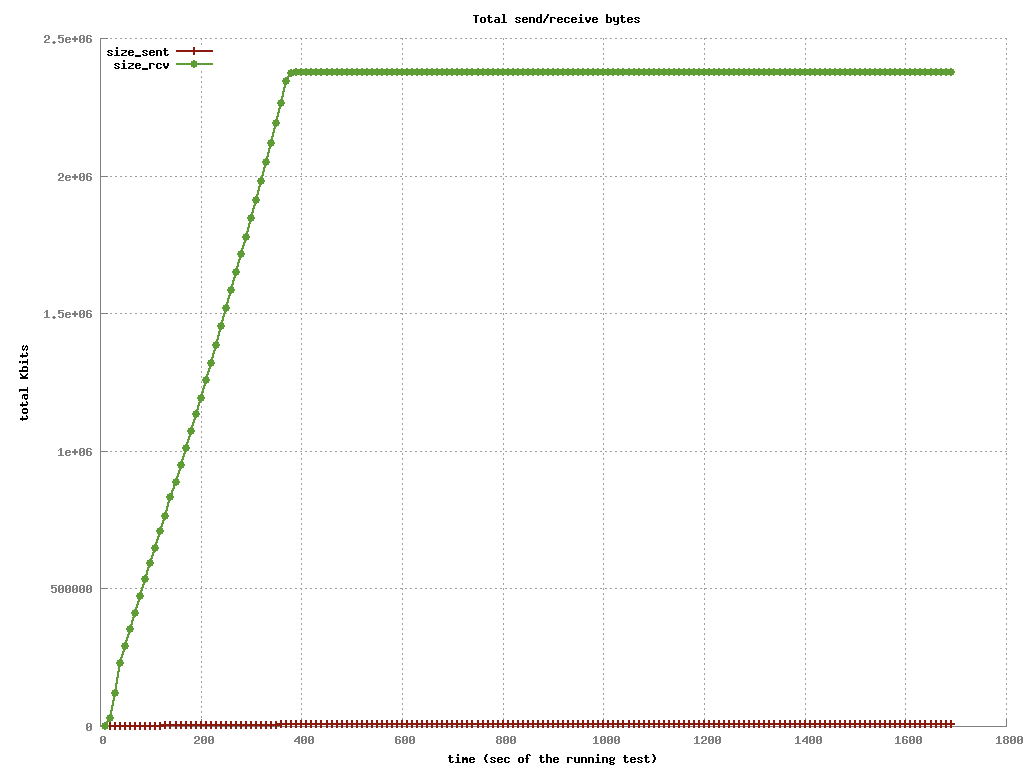 Total send/receive bytes
2.5e+06
size_sent
size_rcv
2e+06
1.5e+06
total Kbits
1e+06
500000
0
0 200 400 600 800 1000 1200 1400 1600 1800
time (sec of the running test)